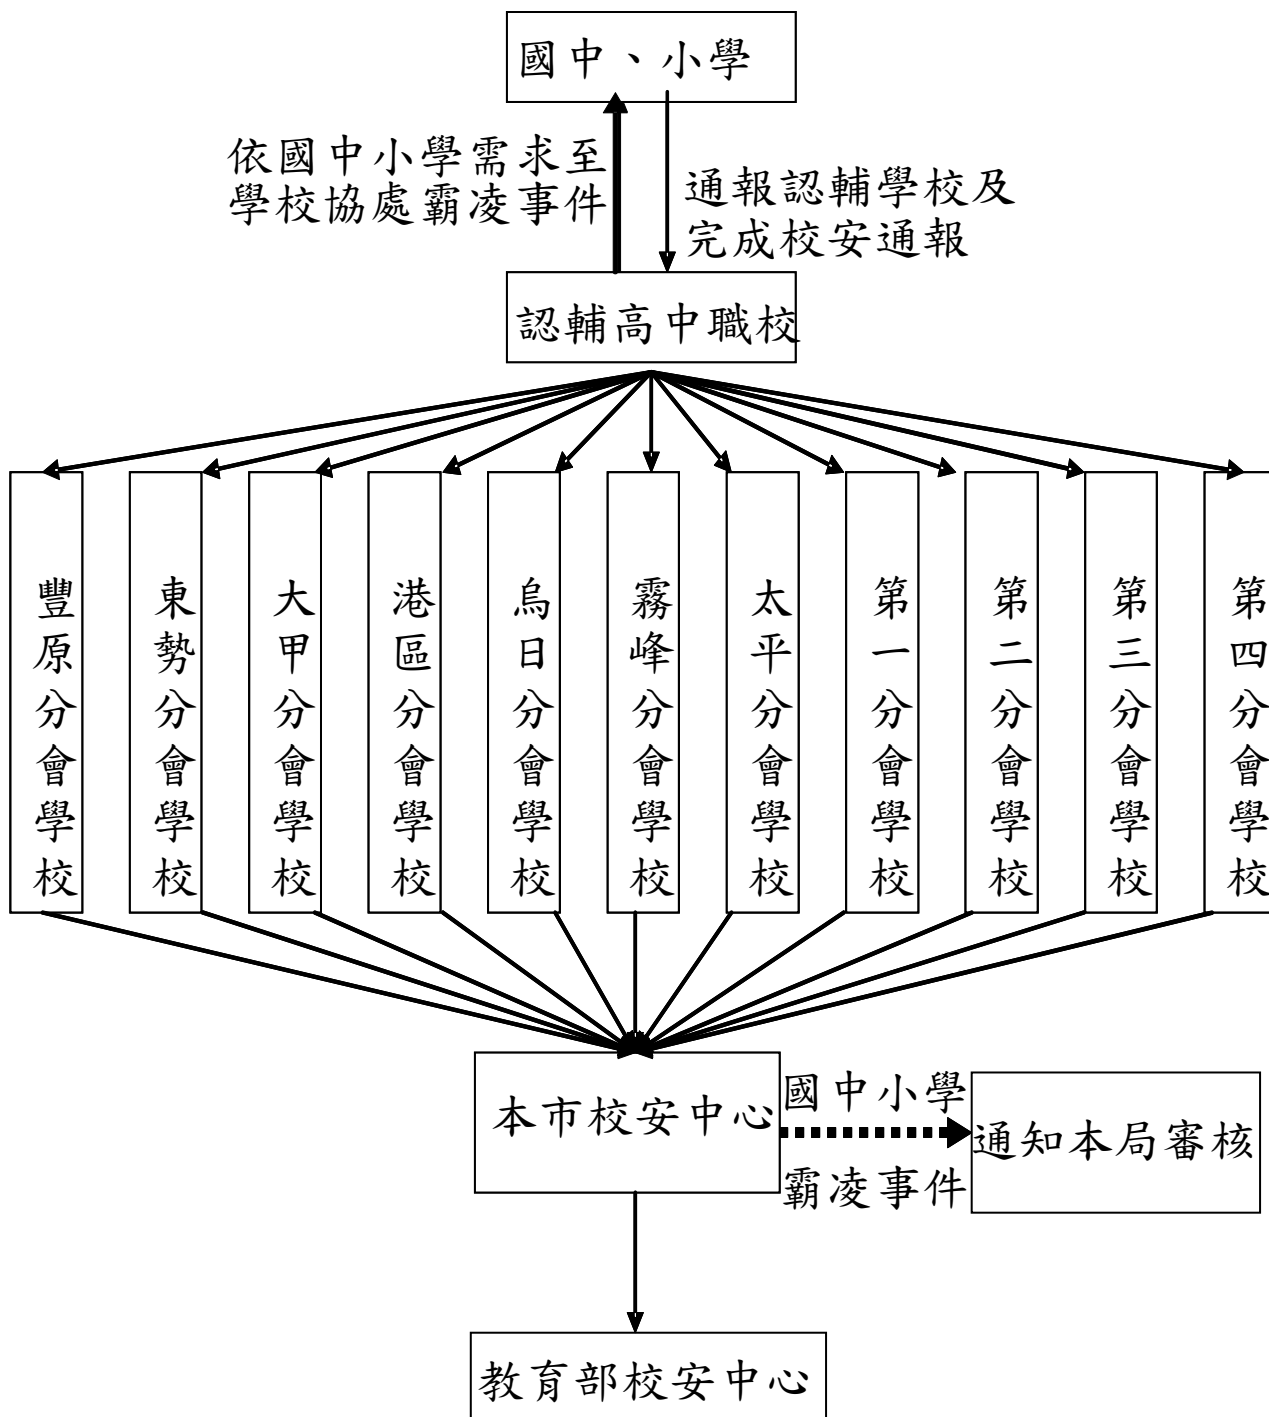 國中、小學
依國中小學需求至
學校協處霸凌事件
通報認輔學校及
完成校安通報
認輔高中職校
豐原分會學校
東勢分會學校
大甲分會學校
港區分會學校
烏日分會學校
霧峰分會學校
太平分會學校
第一分會學校
第二分會學校
第三分會學校
第四分會學校
本市校安中心
國中小學
霸凌事件
通知本局審核
教育部校安中心